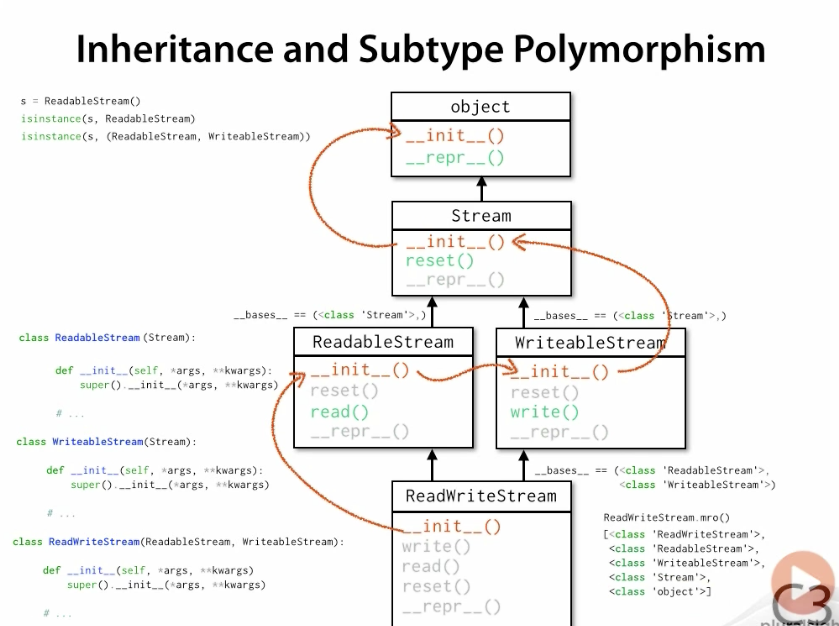 Inheritance and Subtype Polymorphism
s = ReadableStream()
isinstance(s, ReadableStream)
isinstance(s, (ReadableStream, WriteableStream))
object
__init__()
__repr__()
Stream
__init__()
reset()
__repr__()
__bases__ == (<class 'Stream'>,)
__bases__ == (<class 'Stream'>,)
ReadableStream
__init__()
reset()
read()
__repr__()
WriteableStream
__init__()
reset()
write()
__repr__()
class ReadableStream(Stream):
def __init__(self, *args, **kwargs):
super().__init__(*args, **kwargs)
# ...
class WriteableStream(Stream):
def __init__(self, *args, **kwargs):
super().__init__(*args, **kwargs)
# ...
class ReadWriteStream(ReadableStream, WriteableStream):
def __init__(self, *args, **kwargs)
super().__init__(*args, **kwargs)
# ...
__bases__ == (<class 'ReadableStream'>,
<class 'WriteableStream'>)
ReadWriteStream
__init__()
write()
read()
reset()
__repr__()
ReadWriteStream.mro()
[<class 'ReadWriteStream'>,
<class 'ReadableStream'>,
<class 'WriteableStream'>,
<class 'Stream'>,
<class 'object'>]
C3